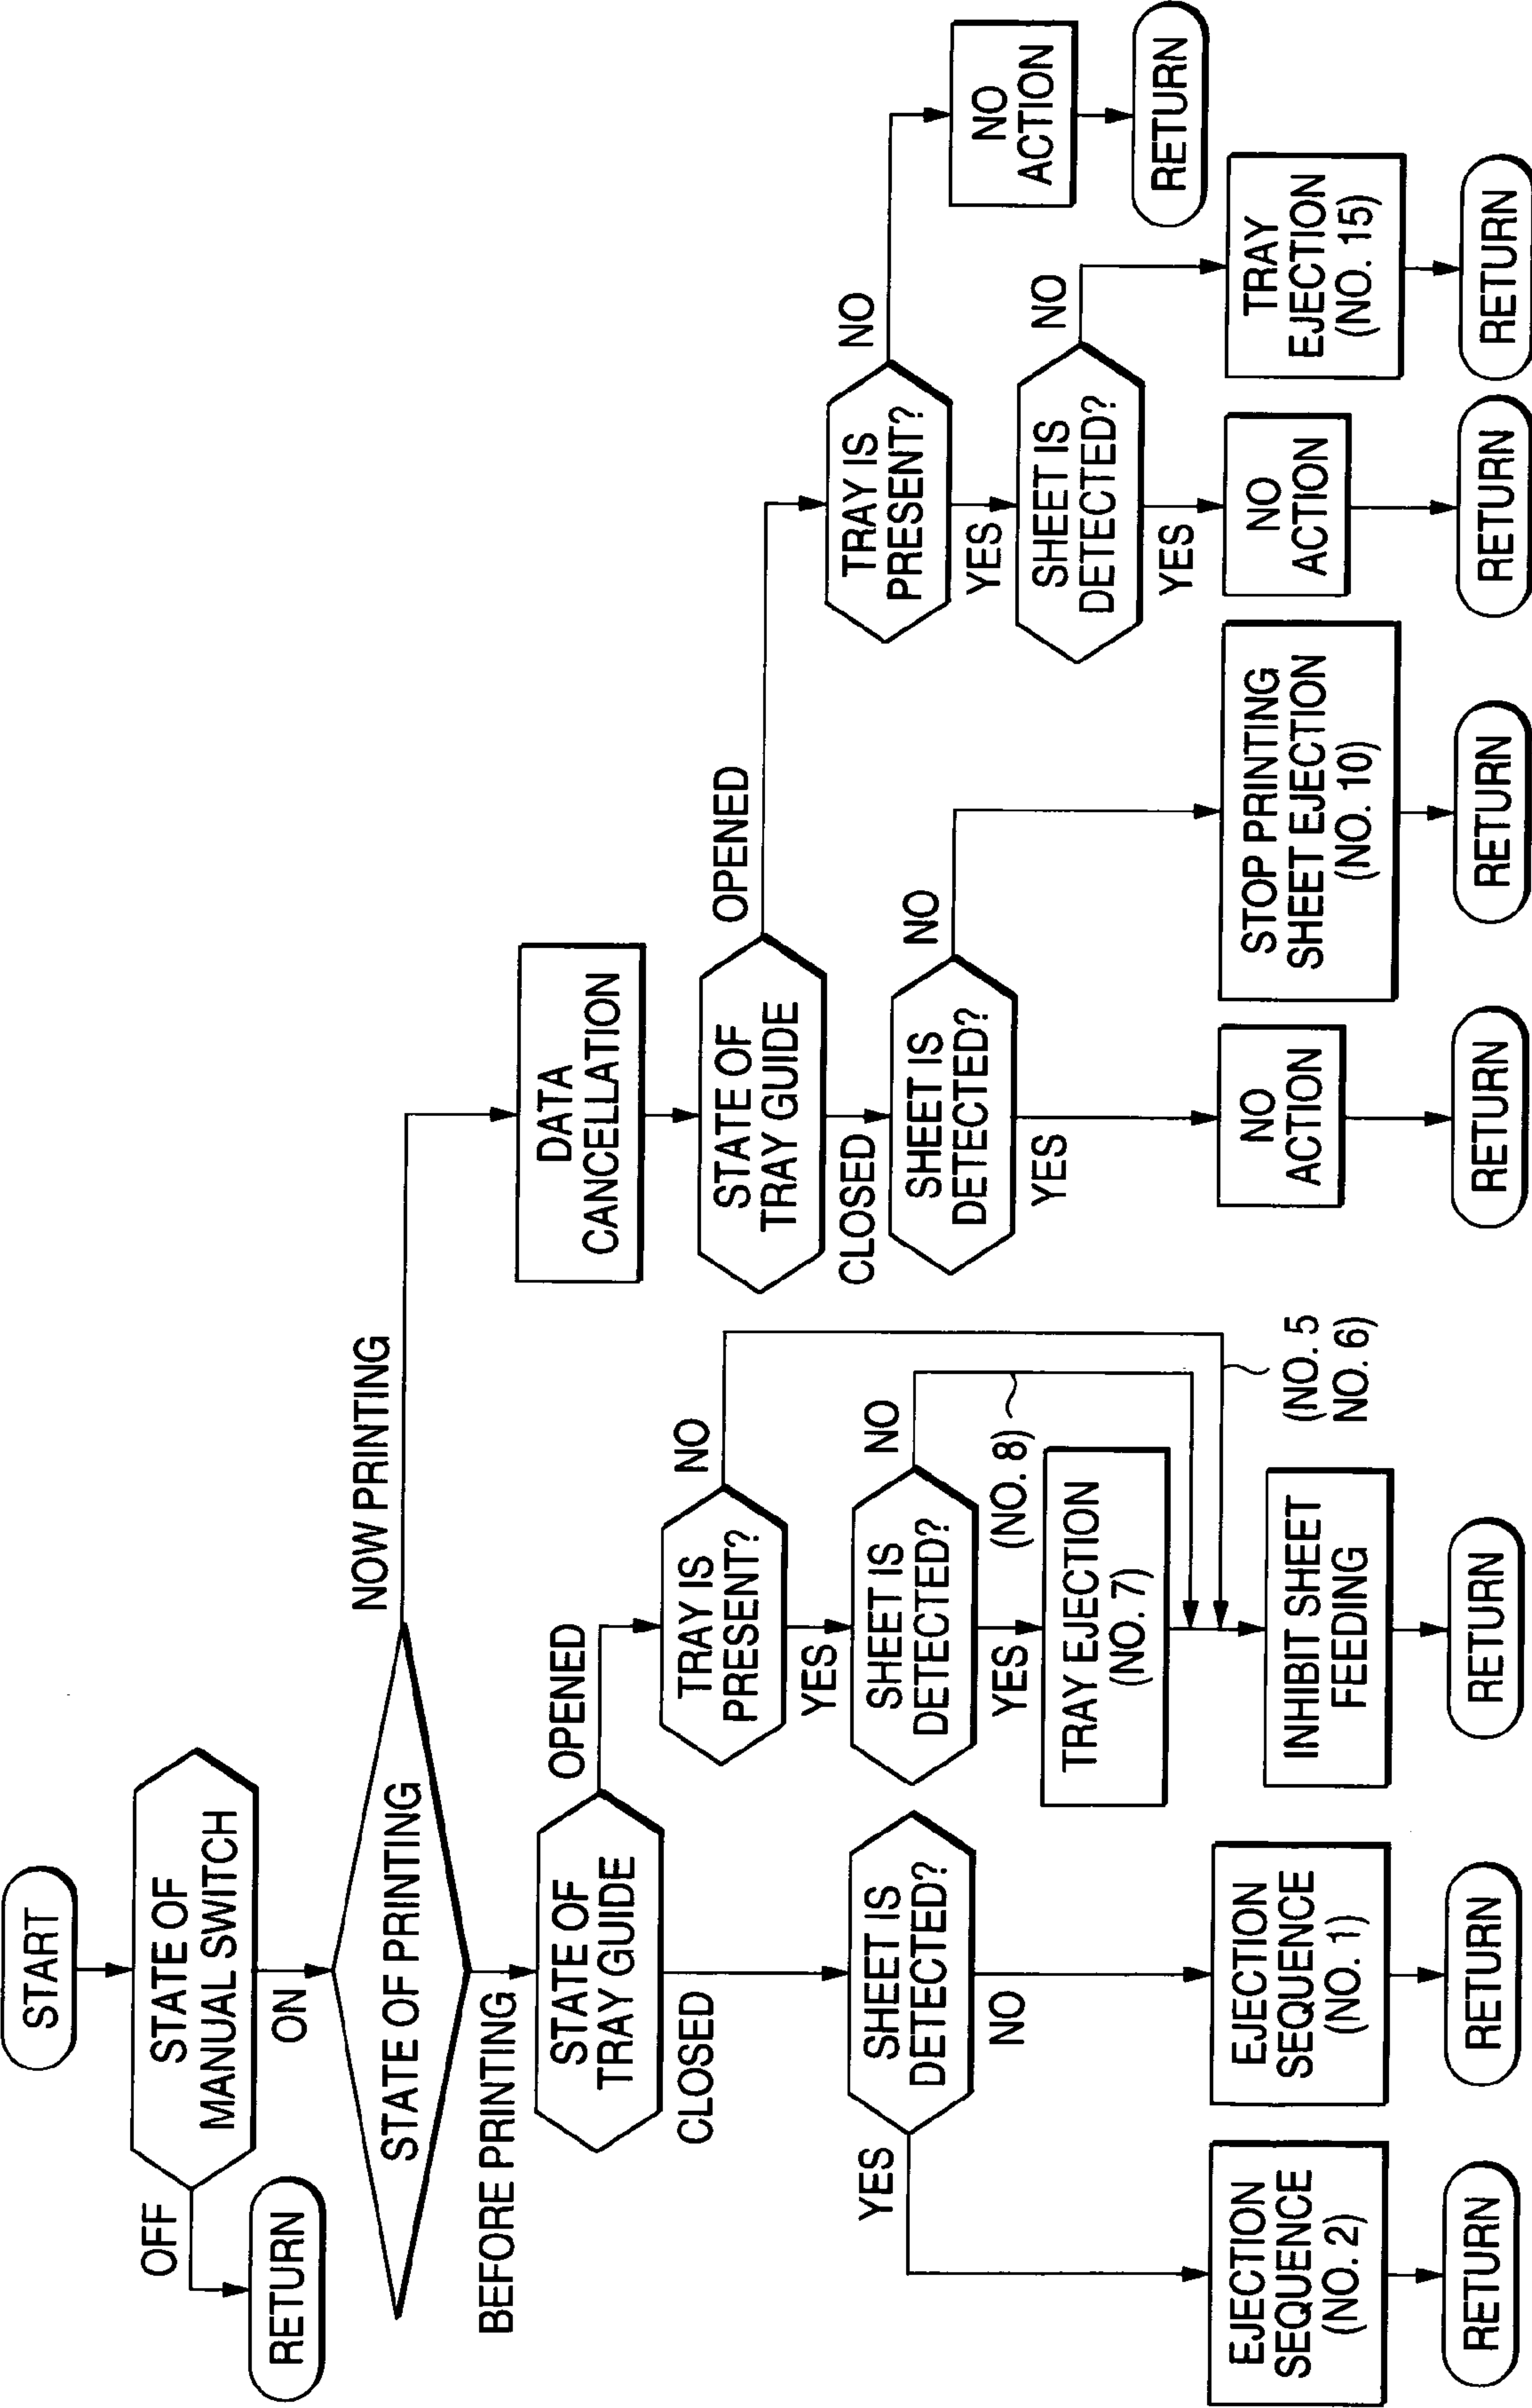 START
STATE OF
MANUAL SWITCH
OFF
RETURN
ON
STATE OF PRINTING
NOW PRINTING
BEFORE PRINTING
STATE OF
TRAY GUIDE
OPENED
CLOSED
SHEET IS
DETECTED?
YES
NO
EJECTION
SEQUENCE
(NO. 2)
RETURN
EJECTION
SEQUENCE
(NO. 1)
RETURN
TRAY IS
PRESENT?
NO
YES
SHEET IS
DETECTED?
NO
YES
(NO. 8)
TRAY EJECTION
(NO. 7)
(NO. 5
NO. 6)
INHIBIT SHEET
FEEDING
RETURN
DATA
CANCELLATION
STATE OF
TRAY GUIDE
OPENED
CLOSED
SHEET IS
DETECTED?
NO
YES
NO
ACTION
RETURN
STOP PRINTING
SHEET EJECTION
(NO. 10)
RETURN
TRAY IS
PRESENT?
NO
YES
SHEET IS
DETECTED?
NO
YES
NO
ACTION
RETURN
TRAY
EJECTION
(NO. 15)
RETURN
NO
ACTION
RETURN